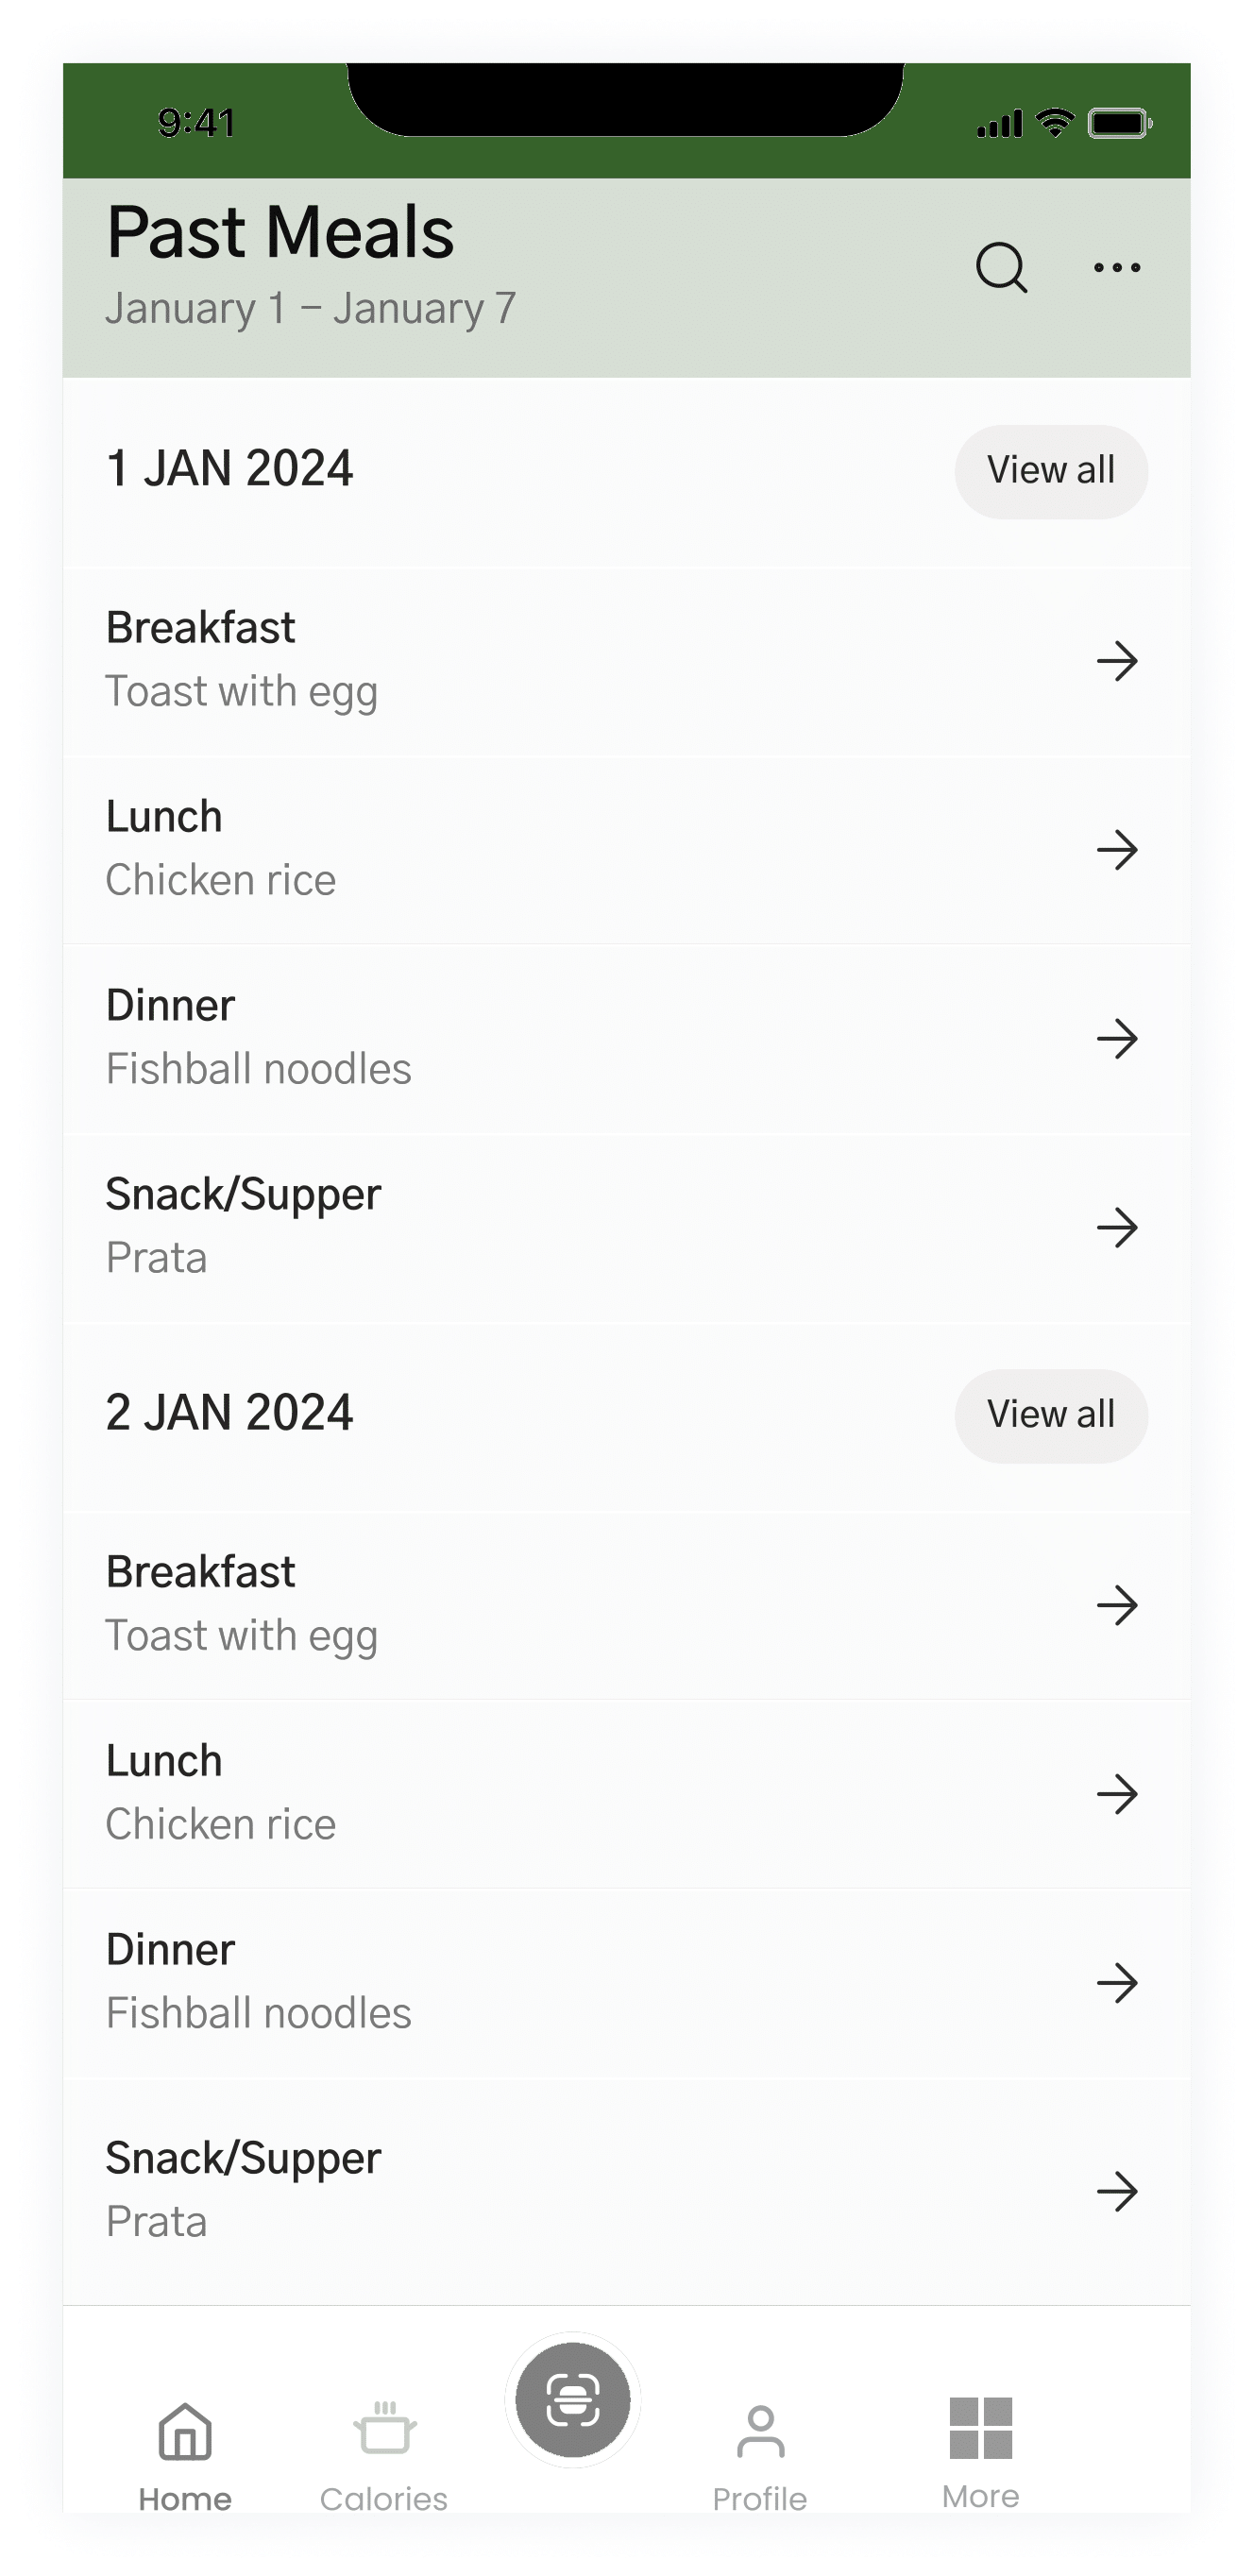 9:41
Past Meals
January 1 – January 7
1 JAN 2024
View all
Breakfast
Toast with egg
Lunch
Chicken rice
Dinner
Fishball noodles
Snack/Supper
Prata
2 JAN 2024
View all
Breakfast
Toast with egg
Lunch
Chicken rice
Dinner
Fishball noodles
Snack/Supper
Prata
Home
Calories
Profile
More